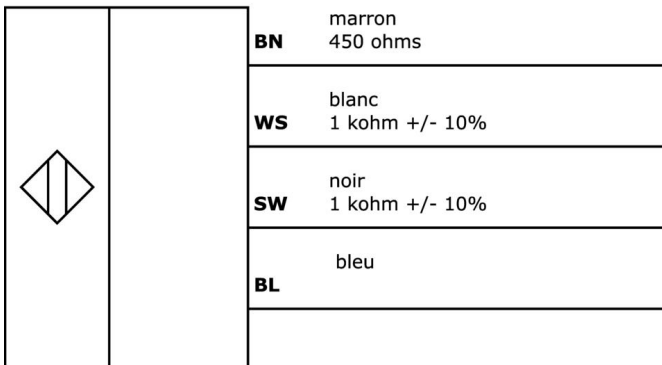 marron
BN 450 ohms
blanc
WS 1 kohm +/- 10%
noir
SW 1 kohm +/- 10%
bleu
BL